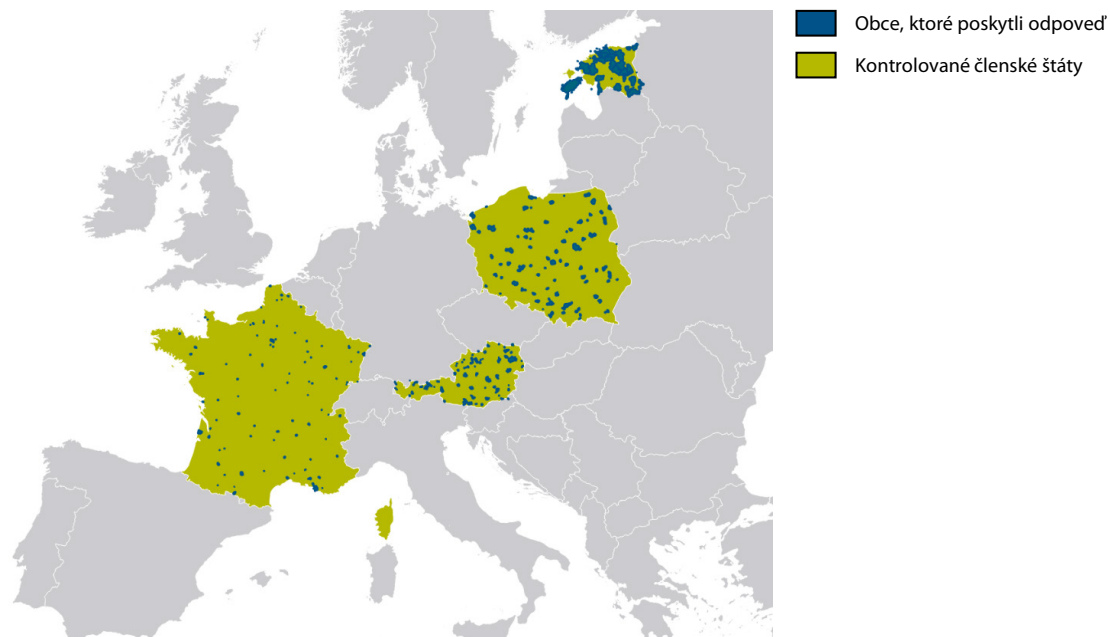 Obce, ktoré poskytli odpoveď
Kontrolované členské štáty